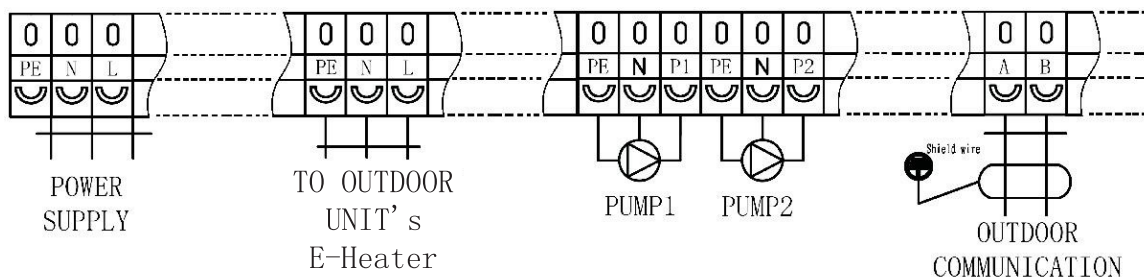 0 0 0 0 0 0 0 0 0 0 0 0 0 0
PE N L PE N L PE N P1 PE N P2 A B
Shield wire
POWER
SUPPLY
TO OUTDOOR
UNIT's
E-Heater
PUMP1
PUMP2
OUTDOOR
COMMUNICATION